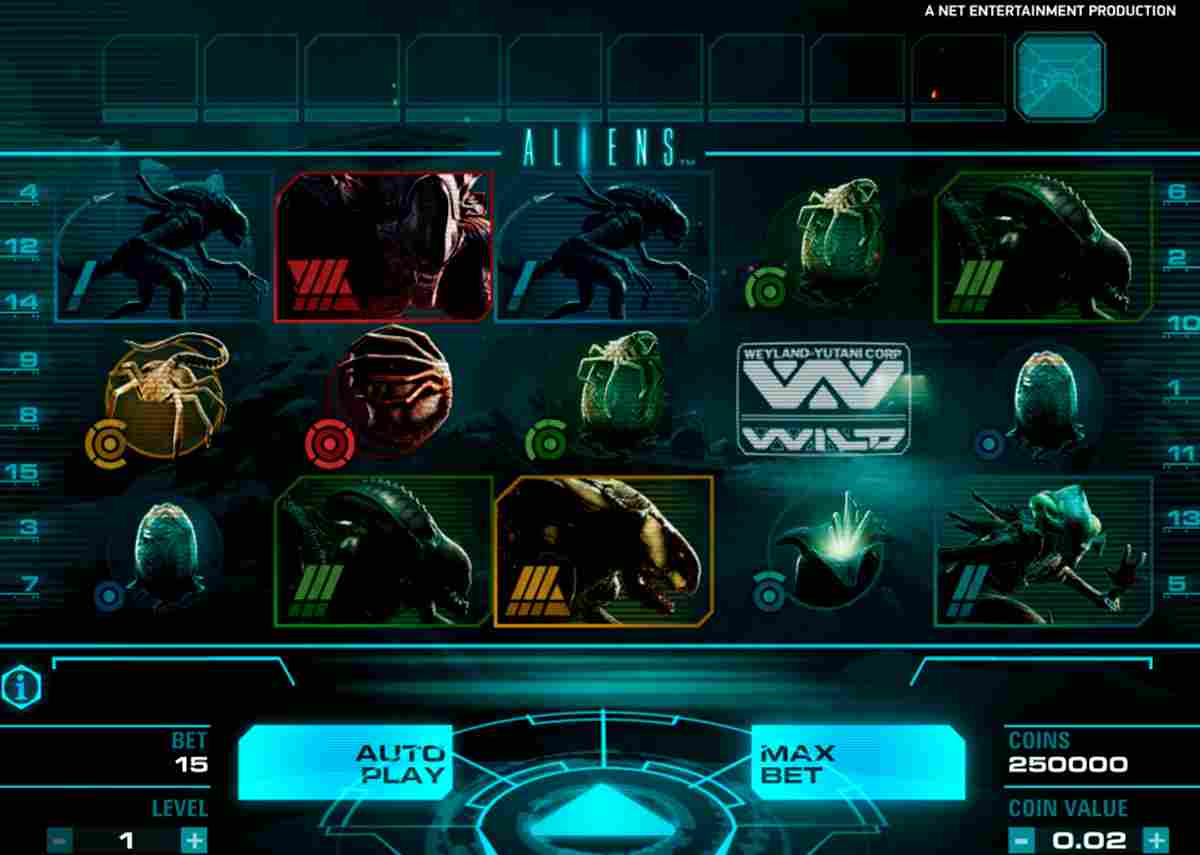 A NET ENTERTAINMENT PRODUCTION
ALIENS™
4
6
12
2
14
10
WEYLAND-YUTANI CORP
9
1
8
WILD
11
15
3
13
7
5
BET
15
AUTO
PLAY
MAX
BET
COINS
250000
LEVEL
- 1 +
COIN VALUE
- 0.02 +
i